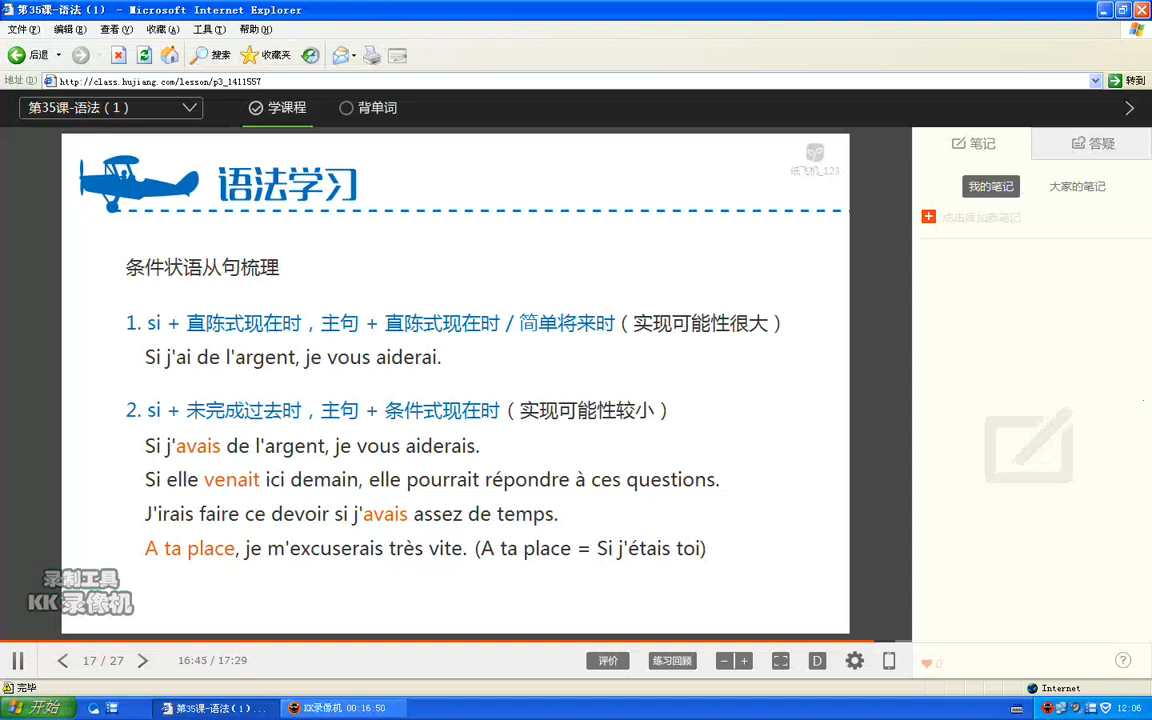 第35课-语法（1） - Microsoft Internet Explorer
文件(F) 编辑(E) 查看(V) 收藏(A) 工具(T) 帮助(H)
后退 搜索 收藏夹
地址(D) http://class.hujiang.com/lesson/p3_1411557 转到
第35课-语法（1） 学课程 背单词
笔记 答疑
语法学习
纸飞机_123
我的笔记 大家的笔记
条件状语从句梳理
1. si + 直陈式现在时，主句 + 直陈式现在时 / 简单将来时（实现可能性很大）
Si j'ai de l'argent, je vous aiderai.
2. si + 未完成过去时，主句 + 条件式现在时（实现可能性较小）
Si j'avais de l'argent, je vous aiderais.
Si elle venait ici demain, elle pourrait répondre à ces questions.
J'irais faire ce devoir si j'avais assez de temps.
A ta place, je m'excuserais très vite. (A ta place = Si j'étais toi)
录制工具
KK录像机
17 / 27 16:45 / 17:29 评价 练习回顾 D 0
完毕 Internet
开始 第35课-语法（1）... KK录像机 00:16:50 12:06